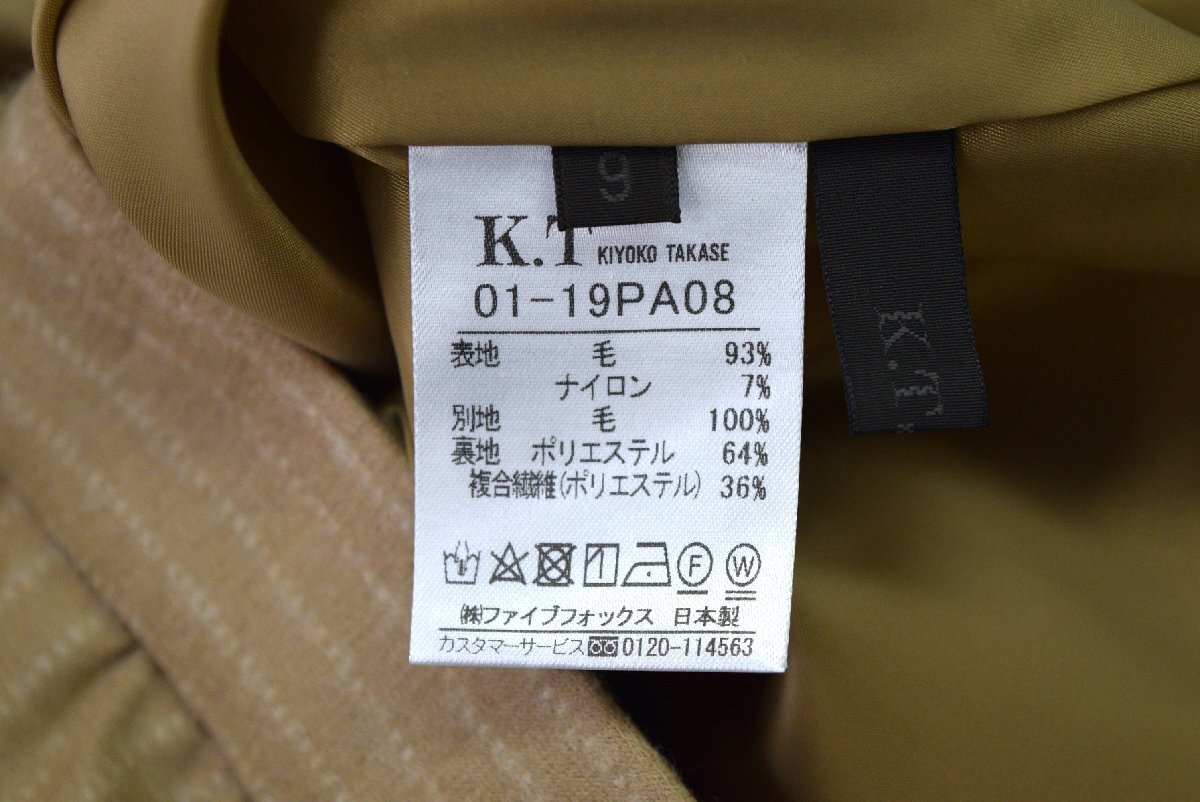 9
K.T KIYOKO TAKASE
01-19PA08
表地 毛 93%
ナイロン 7%
別地 毛 100%
裏地 ポリエステル 64%
複合繊維(ポリエステル) 36%
F W
㈱ファイブフォックス 日本製
カスタマーサービス 0120-114563
K.T